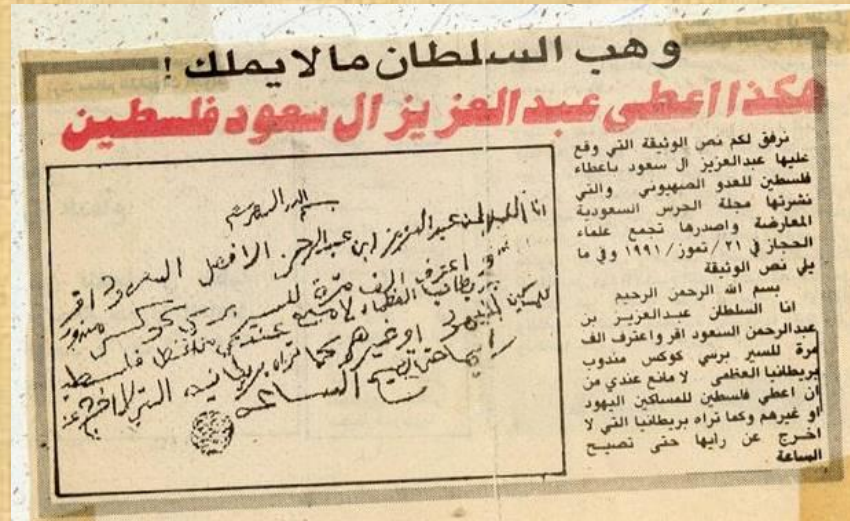 وهب السلطان ما لا يملك !
هكذا اعطى عبدالعزيز ال سعود فلسطين
نرفق لكم نص الوثيقة التي وقع
عليها عبدالعزيز ال سعود باعطاء
فلسطين للعدو الصهيوني والتي
نشرتها مجلة الحرس السعودية
المعارضة واصدرها تجمع علماء
الحجاز في ٢١ / تموز / ١٩٩١ وفي ما
يلي نص الوثيقة
بسم الله الرحمن الرحيم
انا السلطان عبدالعزيز بن
عبدالرحمن السعود اقر واعترف الف
مرة للسير برسي كوكس مندوب
بريطانيا العظمى لا مانع عندي من
ان اعطي فلسطين للمساكين اليهود
او غيرهم وكما تراه بريطانيا التي لا
اخرج عن رايها حتى تصيح
الساعة
بسم الله الرحمن الرحيم
انا السلطان عبدالعزيز ابن عبدالرحمن السعود اقر
واعترف الف مرة للسير برسي كوكس مندوب
بريطانيا العظمى لا مانع عندي فلسطين
للمساكين اليهود او غيرهم كما تراه بريطانيا التي لا اخرج عن
رايها حتى تصيح الساعة